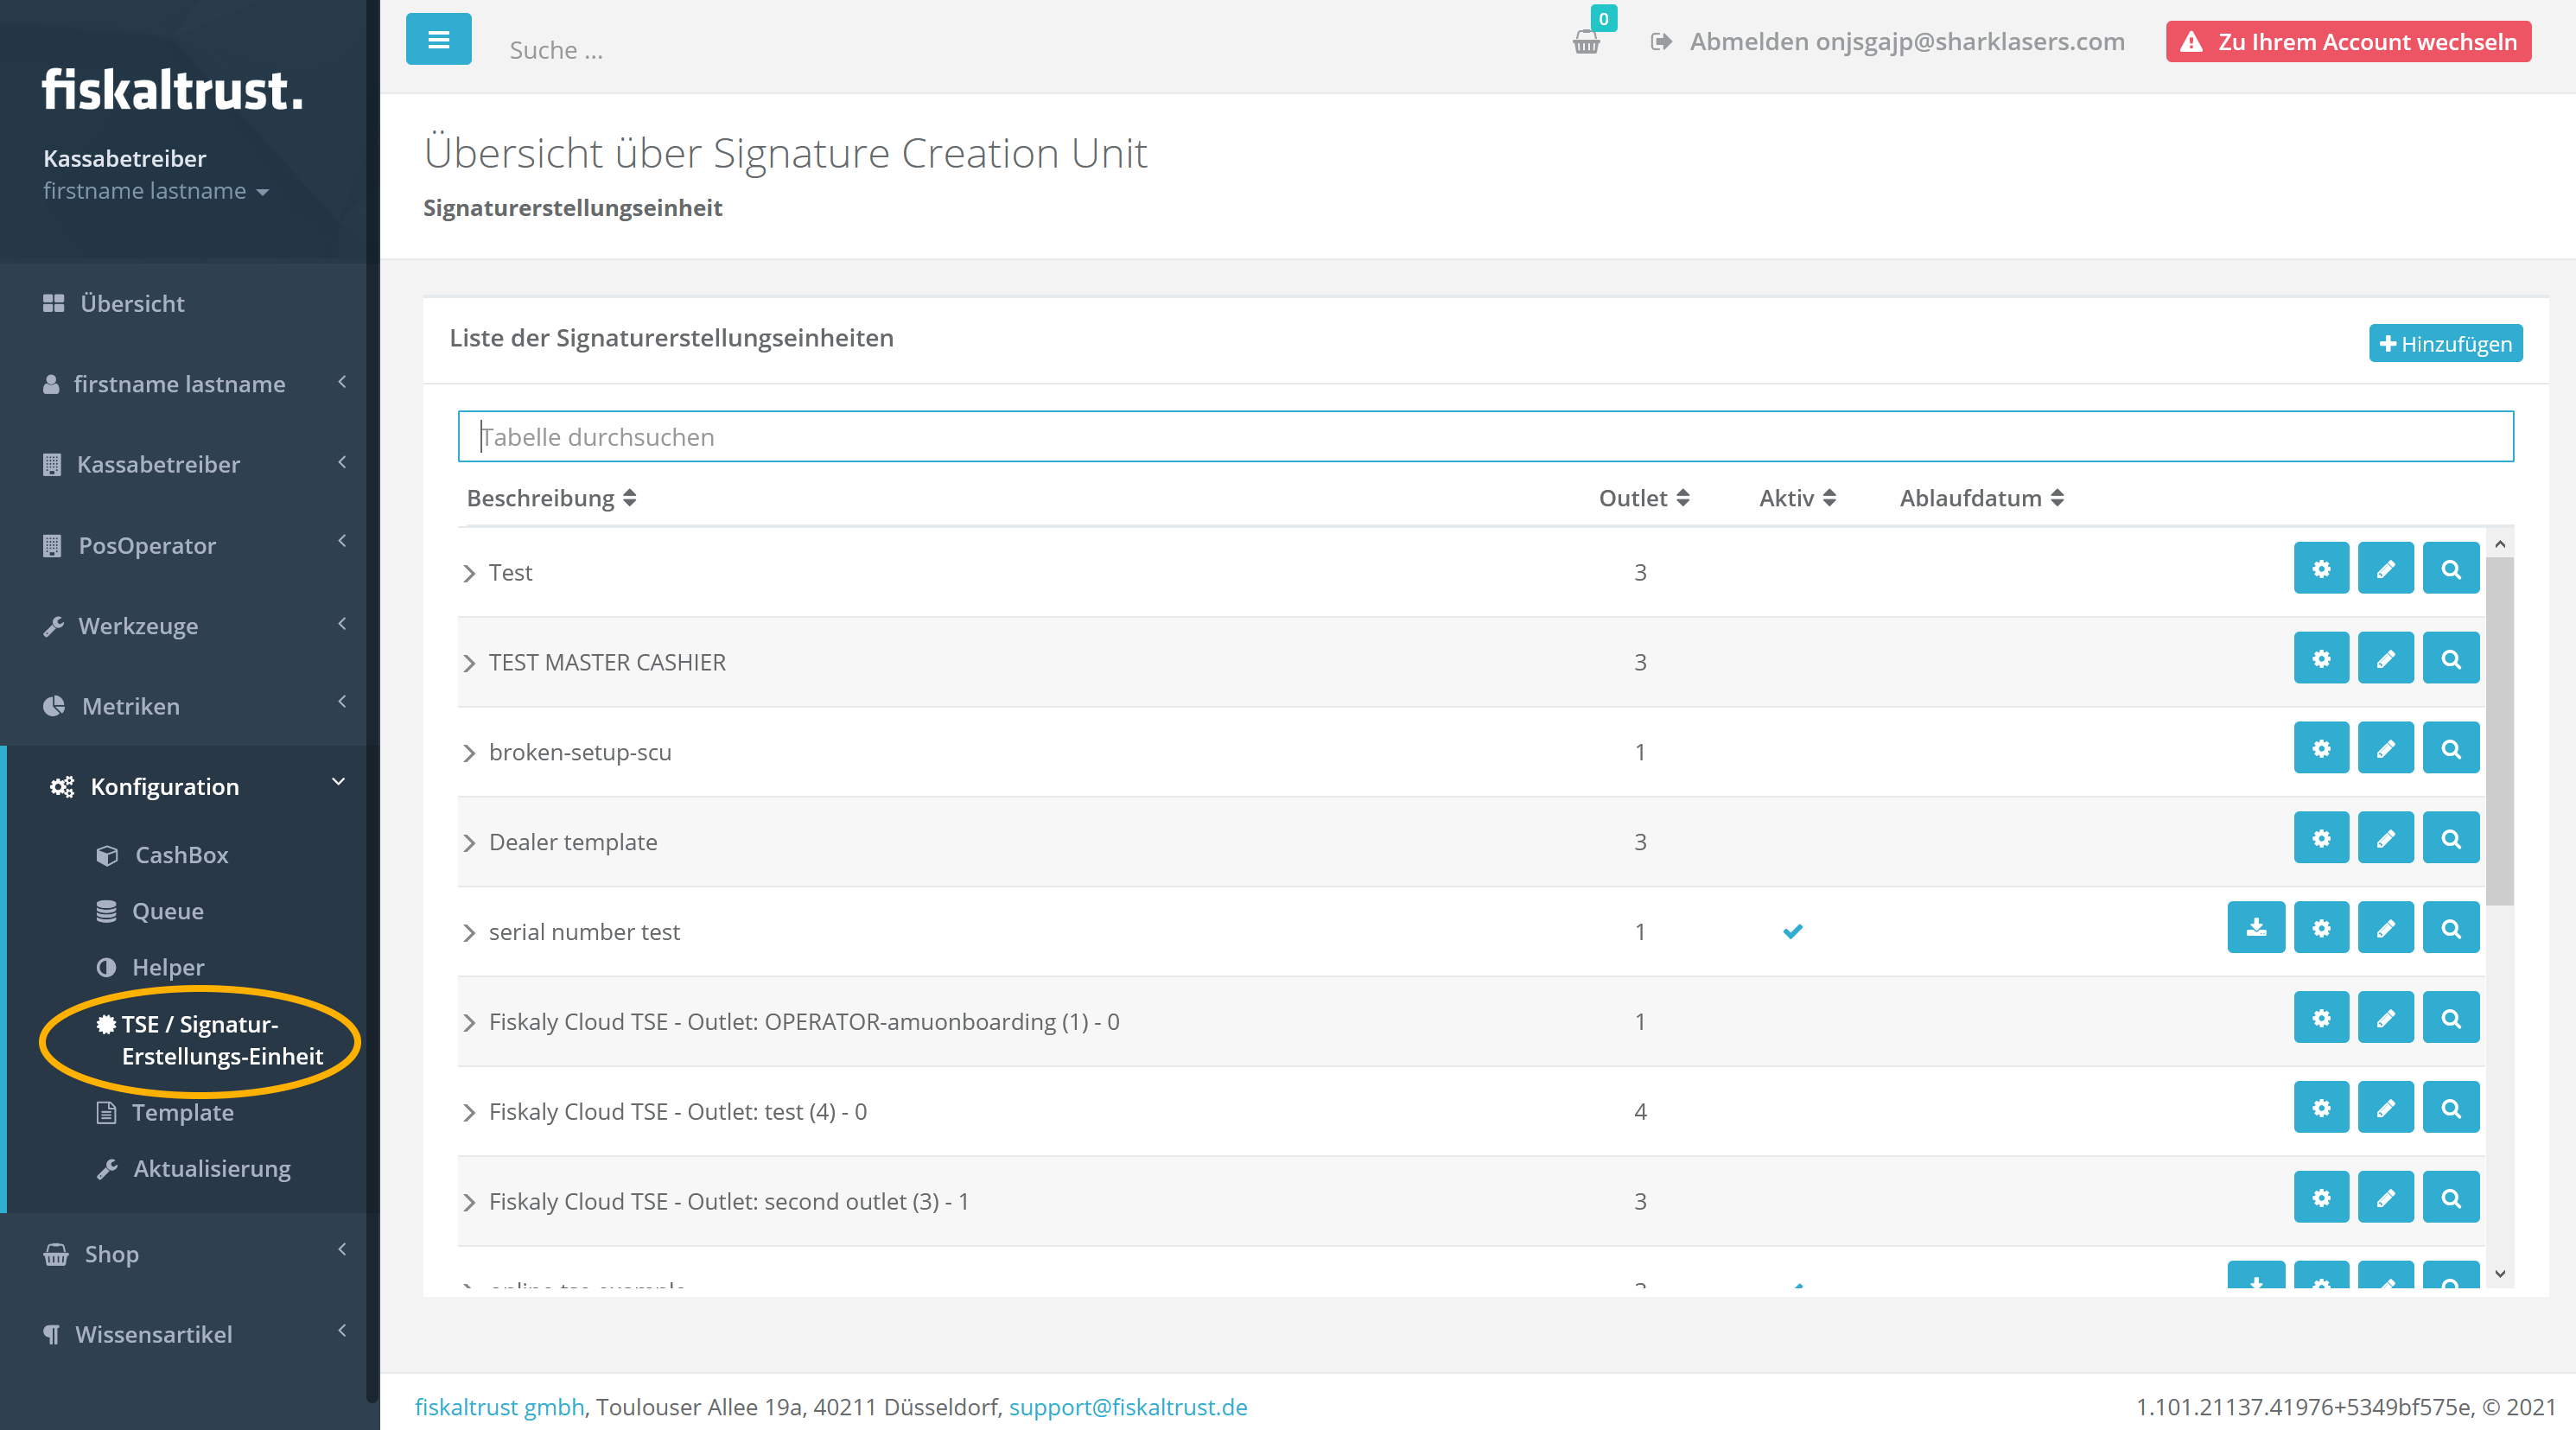 fiskaltrust.
Kassabetreiber
firstname lastname
Übersicht
firstname lastname
Kassabetreiber
PosOperator
Werkzeuge
Metriken
Konfiguration
CashBox
Queue
Helper
TSE / Signatur-
Erstellungs-Einheit
Template
Aktualisierung
Shop
Wissensartikel
Suche ...
0
Abmelden onjsgajp@sharklasers.com
Zu Ihrem Account wechseln
Übersicht über Signature Creation Unit
Signaturerstellungseinheit
Liste der Signaturerstellungseinheiten
Hinzufügen
Tabelle durchsuchen
Beschreibung Outlet Aktiv Ablaufdatum
Test 3
TEST MASTER CASHIER 3
broken-setup-scu 1
Dealer template 3
serial number test 1
Fiskaly Cloud TSE - Outlet: OPERATOR-amuonboarding (1) - 0 1
Fiskaly Cloud TSE - Outlet: test (4) - 0 4
Fiskaly Cloud TSE - Outlet: second outlet (3) - 1 3
fiskaltrust gmbh, Toulouser Allee 19a, 40211 Düsseldorf, support@fiskaltrust.de
1.101.21137.41976+5349bf575e, © 2021